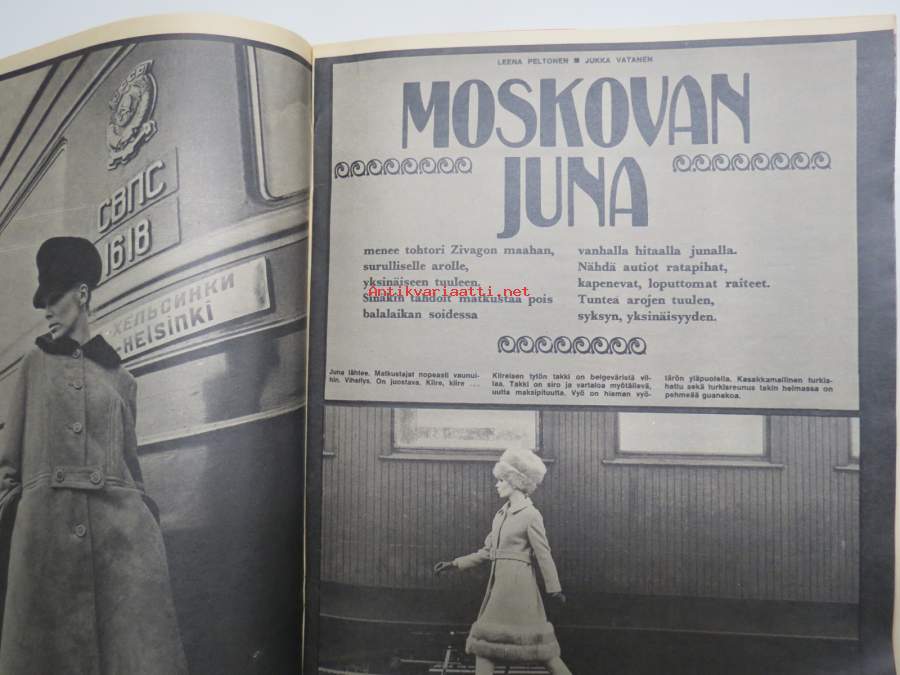 СВПС
1618
-ХЕЛЬСИНКИ
-Helsinki
LEENA PELTONEN ■ JUKKA VATANEN
MOSKOVAN
JUNA
menee tohtori Zivagon maahan,
surulliselle arolle,
yksinäiseen tuuleen.
Sinäkin tahdoit matkustaa pois
balalaikan soidessa
vanhalla hitaalla junalla.
Nähdä autiot ratapihat,
kapenevat, loputtomat raiteet.
Tuntea arojen tuulen,
syksyn, yksinäisyyden.
Antikvariaatti.net
Juna lähtee. Matkustajat nopeasti vaunui-
hin. Vihellys. On juostava. Kiire, kiire ...
Kiireisen tytön takki on beigeväristä vil-
laa. Takki on siro ja vartaloa myötäilevä,
uutta maksipituutta. Vyö on hieman vyö-
tärön yläpuolella. Kasakkamallinen turkis-
hattu sekä turkisreunus takin helmassa on
pehmeää guanakoa.